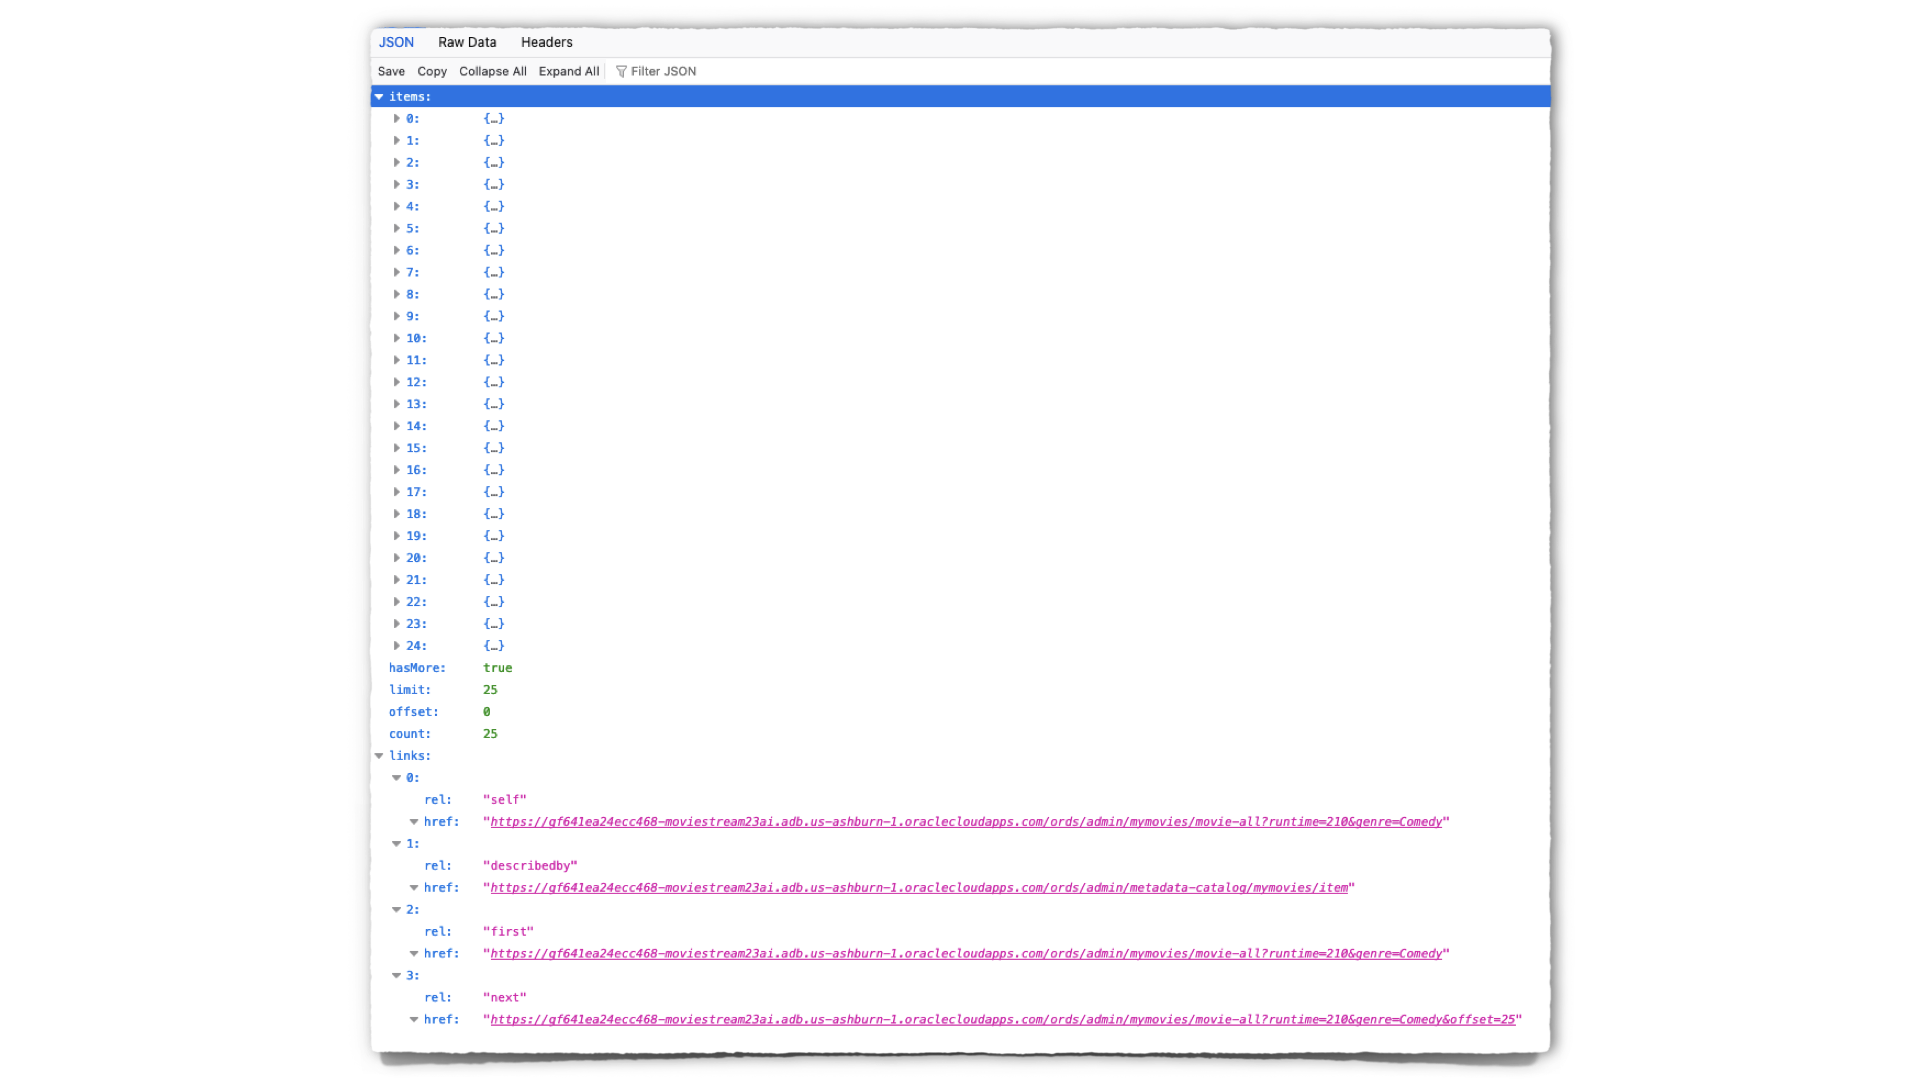 JSON Raw Data Headers
Save Copy Collapse All Expand All Filter JSON
items:
0: {…}
1: {…}
2: {…}
3: {…}
4: {…}
5: {…}
6: {…}
7: {…}
8: {…}
9: {…}
10: {…}
11: {…}
12: {…}
13: {…}
14: {…}
15: {…}
16: {…}
17: {…}
18: {…}
19: {…}
20: {…}
21: {…}
22: {…}
23: {…}
24: {…}
hasMore: true
limit: 25
offset: 0
count: 25
links:
0:
rel: "self"
href: "https://gf641ea24ecc468-moviestream23ai.adb.us-ashburn-1.oraclecloudapps.com/ords/admin/mymovies/movie-all?runtime=210&genre=Comedy"
1:
rel: "describedby"
href: "https://gf641ea24ecc468-moviestream23ai.adb.us-ashburn-1.oraclecloudapps.com/ords/admin/metadata-catalog/mymovies/item"
2:
rel: "first"
href: "https://gf641ea24ecc468-moviestream23ai.adb.us-ashburn-1.oraclecloudapps.com/ords/admin/mymovies/movie-all?runtime=210&genre=Comedy"
3:
rel: "next"
href: "https://gf641ea24ecc468-moviestream23ai.adb.us-ashburn-1.oraclecloudapps.com/ords/admin/mymovies/movie-all?runtime=210&genre=Comedy&offset=25"